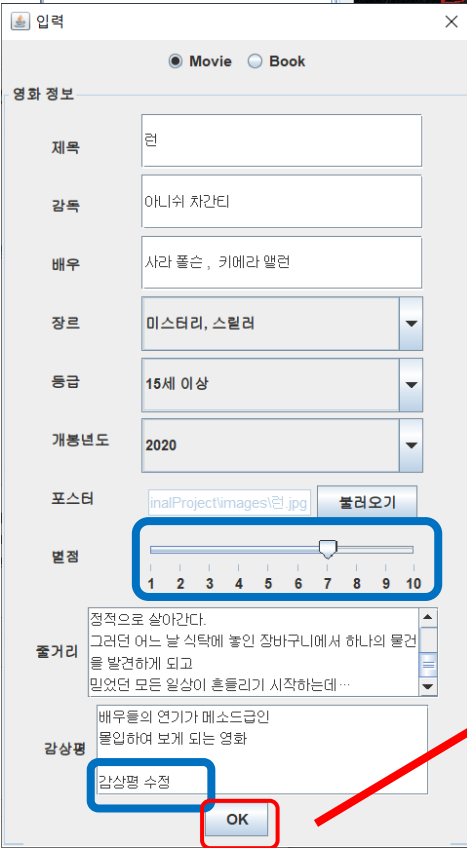 입력
Movie Book
영화 정보
제목 런
감독 아니쉬 차간티
배우 사라 폴슨 , 키에라 앨런
장르 미스터리, 스릴러
등급 15세 이상
개봉년도 2020
포스터 inalProject\images\런.jpg 불러오기
별점
1 2 3 4 5 6 7 8 9 10
줄거리
정적으로 살아간다.
그러던 어느 날 식탁에 놓인 장바구니에서 하나의 물건
을 발견하게 되고
믿었던 모든 일상이 흔들리기 시작하는데…
감상평
배우들의 연기가 메소드급인
몰입하여 보게 되는 영화
감상평 수정
OK